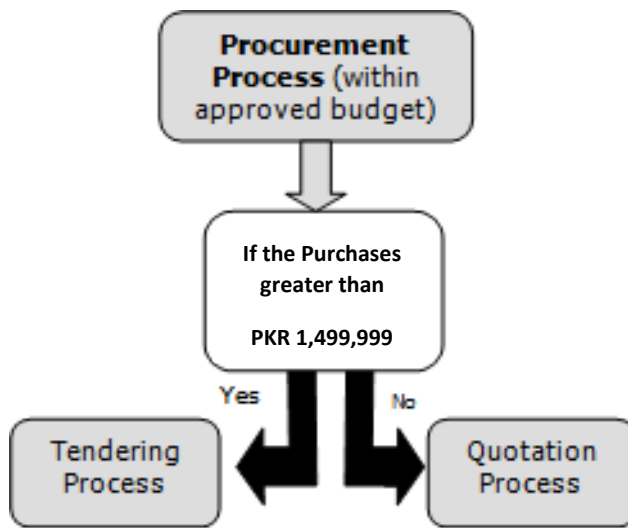 Procurement
Process (within
approved budget)
If the Purchases
greater than
PKR 1,499,999
Yes
No
Tendering
Process
Quotation
Process